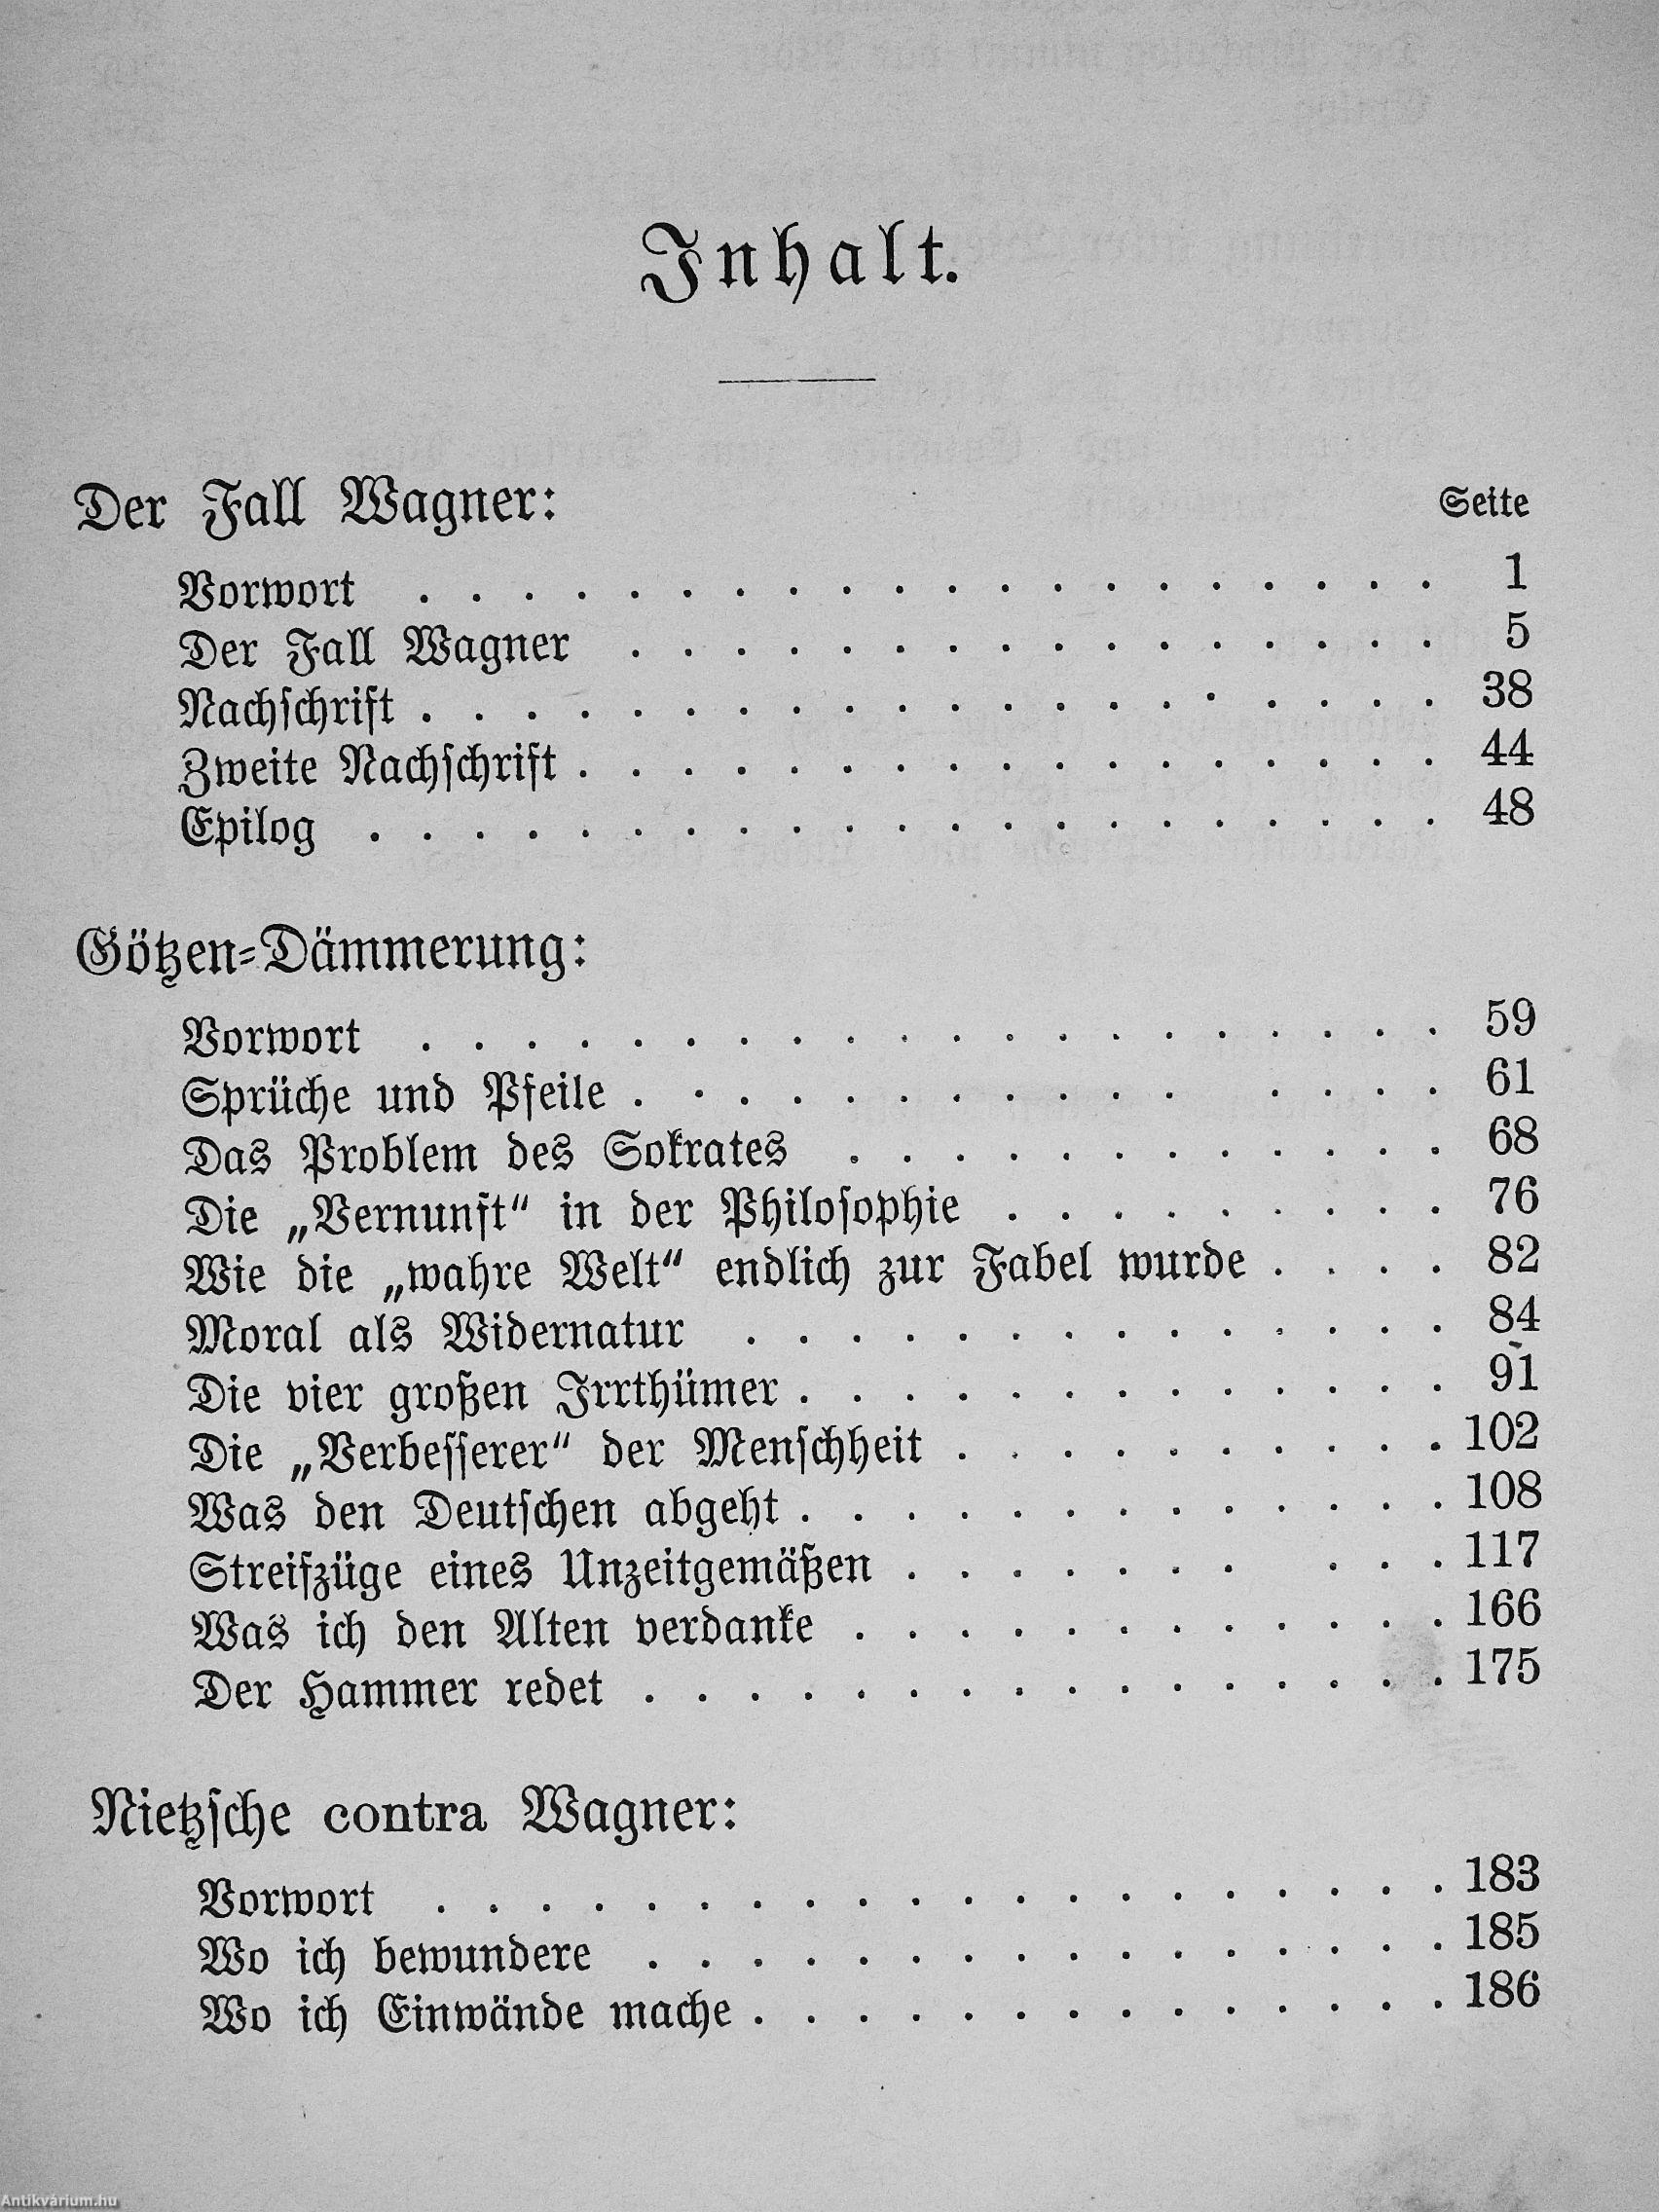 Inhalt.
Der Fall Wagner: Seite
Vorwort . . . . . . . . . . . . . . . . . . . . 1
Der Fall Wagner . . . . . . . . . . . . . . . . 5
Nachſchrift . . . . . . . . . . . . . . . . . . . . 38
Zweite Nachſchrift . . . . . . . . . . . . . . . . . 44
Epilog . . . . . . . . . . . . . . . . . . . . . 48
Götzen-Dämmerung:
Vorwort . . . . . . . . . . . . . . . . . . . . 59
Sprüche und Pfeile . . . . . . . . . . . . . . . 61
Das Problem des Sokrates . . . . . . . . . . . . 68
Die „Vernunft“ in der Philoſophie . . . . . . . . . 76
Wie die „wahre Welt“ endlich zur Fabel wurde . . . . 82
Moral als Widernatur . . . . . . . . . . . . . . 84
Die vier großen Irrthümer . . . . . . . . . . . . . 91
Die „Verbeſſerer“ der Menſchheit . . . . . . . . . . 102
Was den Deutſchen abgeht . . . . . . . . . . . . . 108
Streifzüge eines Unzeitgemäßen . . . . . . . . . . 117
Was ich den Alten verdanke . . . . . . . . . . . . 166
Der Hammer redet . . . . . . . . . . . . . . . . 175
Nietzſche contra Wagner:
Vorwort . . . . . . . . . . . . . . . . . . . . 183
Wo ich bewundere . . . . . . . . . . . . . . . . 185
Wo ich Einwände mache . . . . . . . . . . . . . . 186
Antikvárium.hu